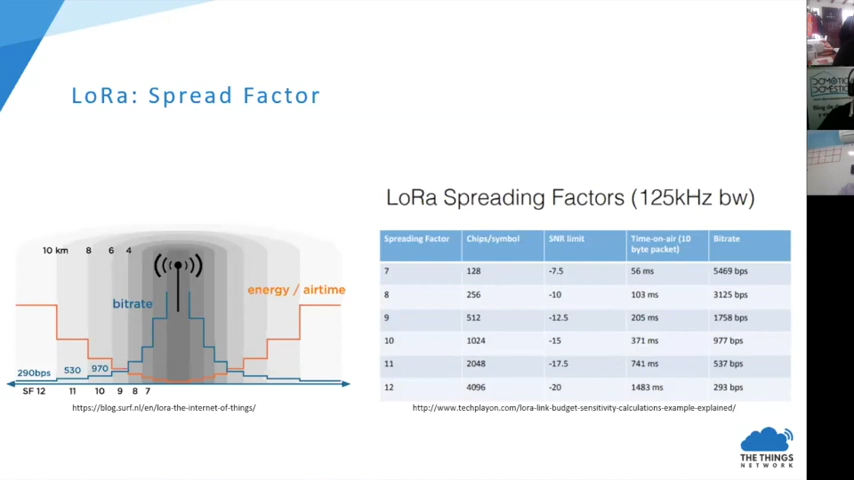 LoRa: Spread Factor
LoRa Spreading Factors (125kHz bw)
Spreading Factor Chips/symbol SNR limit Time-on-air (10 byte packet) Bitrate
7 128 -7.5 56 ms 5469 bps
8 256 -10 103 ms 3125 bps
9 512 -12.5 205 ms 1758 bps
10 1024 -15 371 ms 977 bps
11 2048 -17.5 741 ms 537 bps
12 4096 -20 1483 ms 293 bps
10 km 8 6 4
energy / airtime
bitrate
290bps 530 970
SF 12 11 10 9 8 7
https://blog.surf.nl/en/lora-the-internet-of-things/
http://www.techplayon.com/lora-link-budget-sensitivity-calculations-example-explained/
THE THINGS
NETWORK